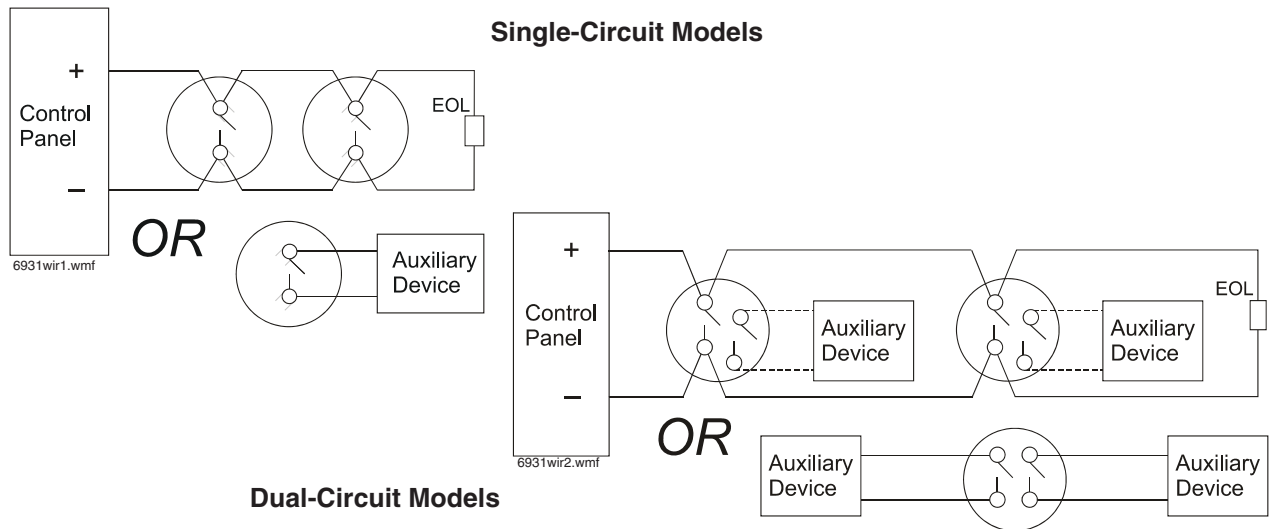 Single-Circuit Models
+
Control
Panel
–
EOL
6931wir1.wmf
OR
Auxiliary
Device
+
Control
Panel
–
Auxiliary
Device
Auxiliary
Device
EOL
6931wir2.wmf
OR
Auxiliary
Device
Auxiliary
Device
Dual-Circuit Models